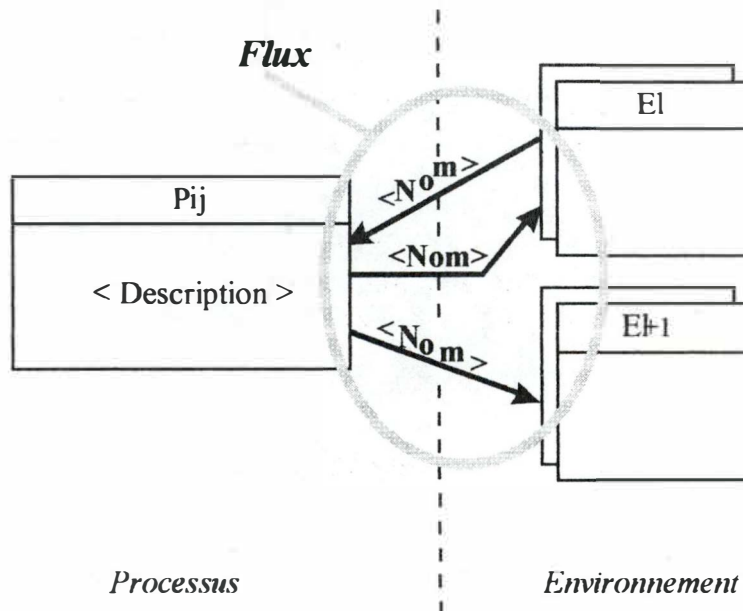 Flux
El
<Nom>
Pij
<Nom>
< Description >
<Nom>
El+1
Processus
Environnement